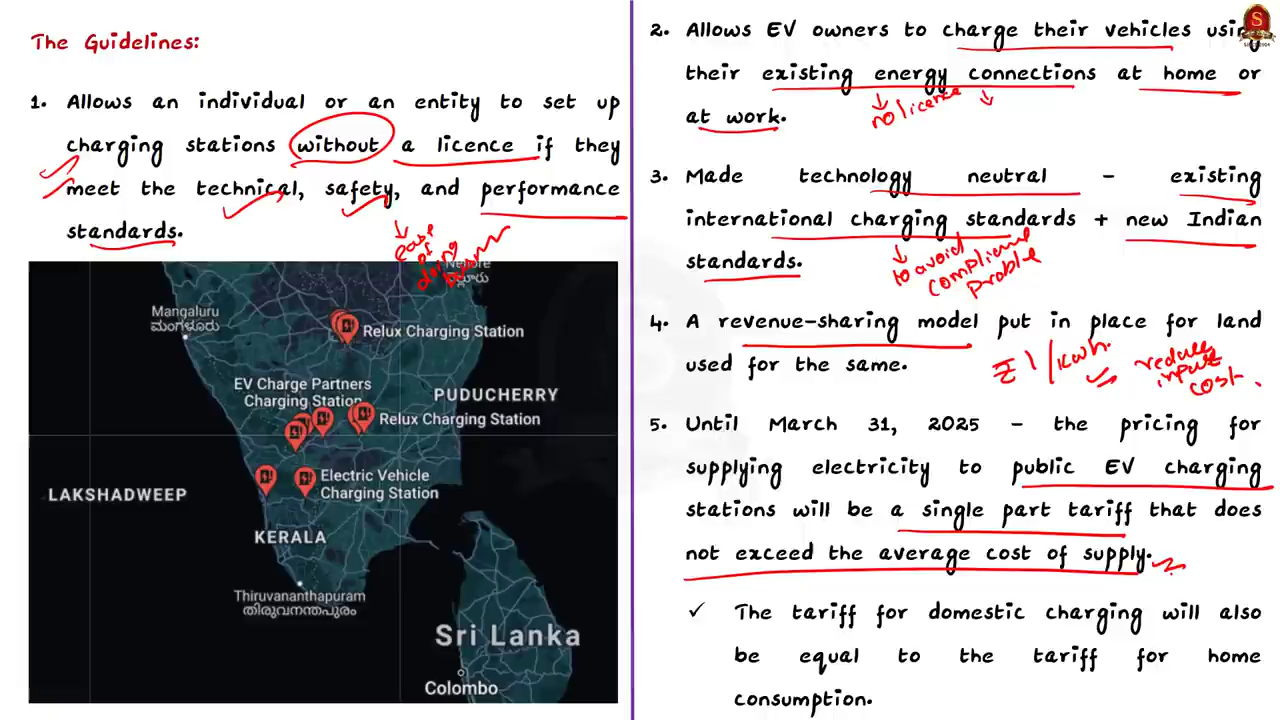 The Guidelines:
1. Allows an individual or an entity to set up
charging stations without a licence if they
meet the technical, safety, and performance
standards.
ease
of
doing
Nellore
నెల్లూరు
Mangaluru
ಮಂಗಳೂರು
Relux Charging Station
EV Charge Partners
Charging Station
PUDUCHERRY
Relux Charging Station
Electric Vehicle
Charging Station
LAKSHADWEEP
KERALA
Thiruvananthapuram
തിരുവനന്തപുരം
Sri Lanka
Colombo
2. Allows EV owners to charge their vehicles using
their existing energy connections at home or
no licence
at work.
3. Made technology neutral - existing
international charging standards + new Indian
standards.
to avoid
compliance
proble
4. A revenue-sharing model put in place for land
used for the same.
₹1/kwh.
reduce
input
cost.
5. Until March 31, 2025 - the pricing for
supplying electricity to public EV charging
stations will be a single part tariff that does
not exceed the average cost of supply.
✓ The tariff for domestic charging will also
be equal to the tariff for home
consumption.